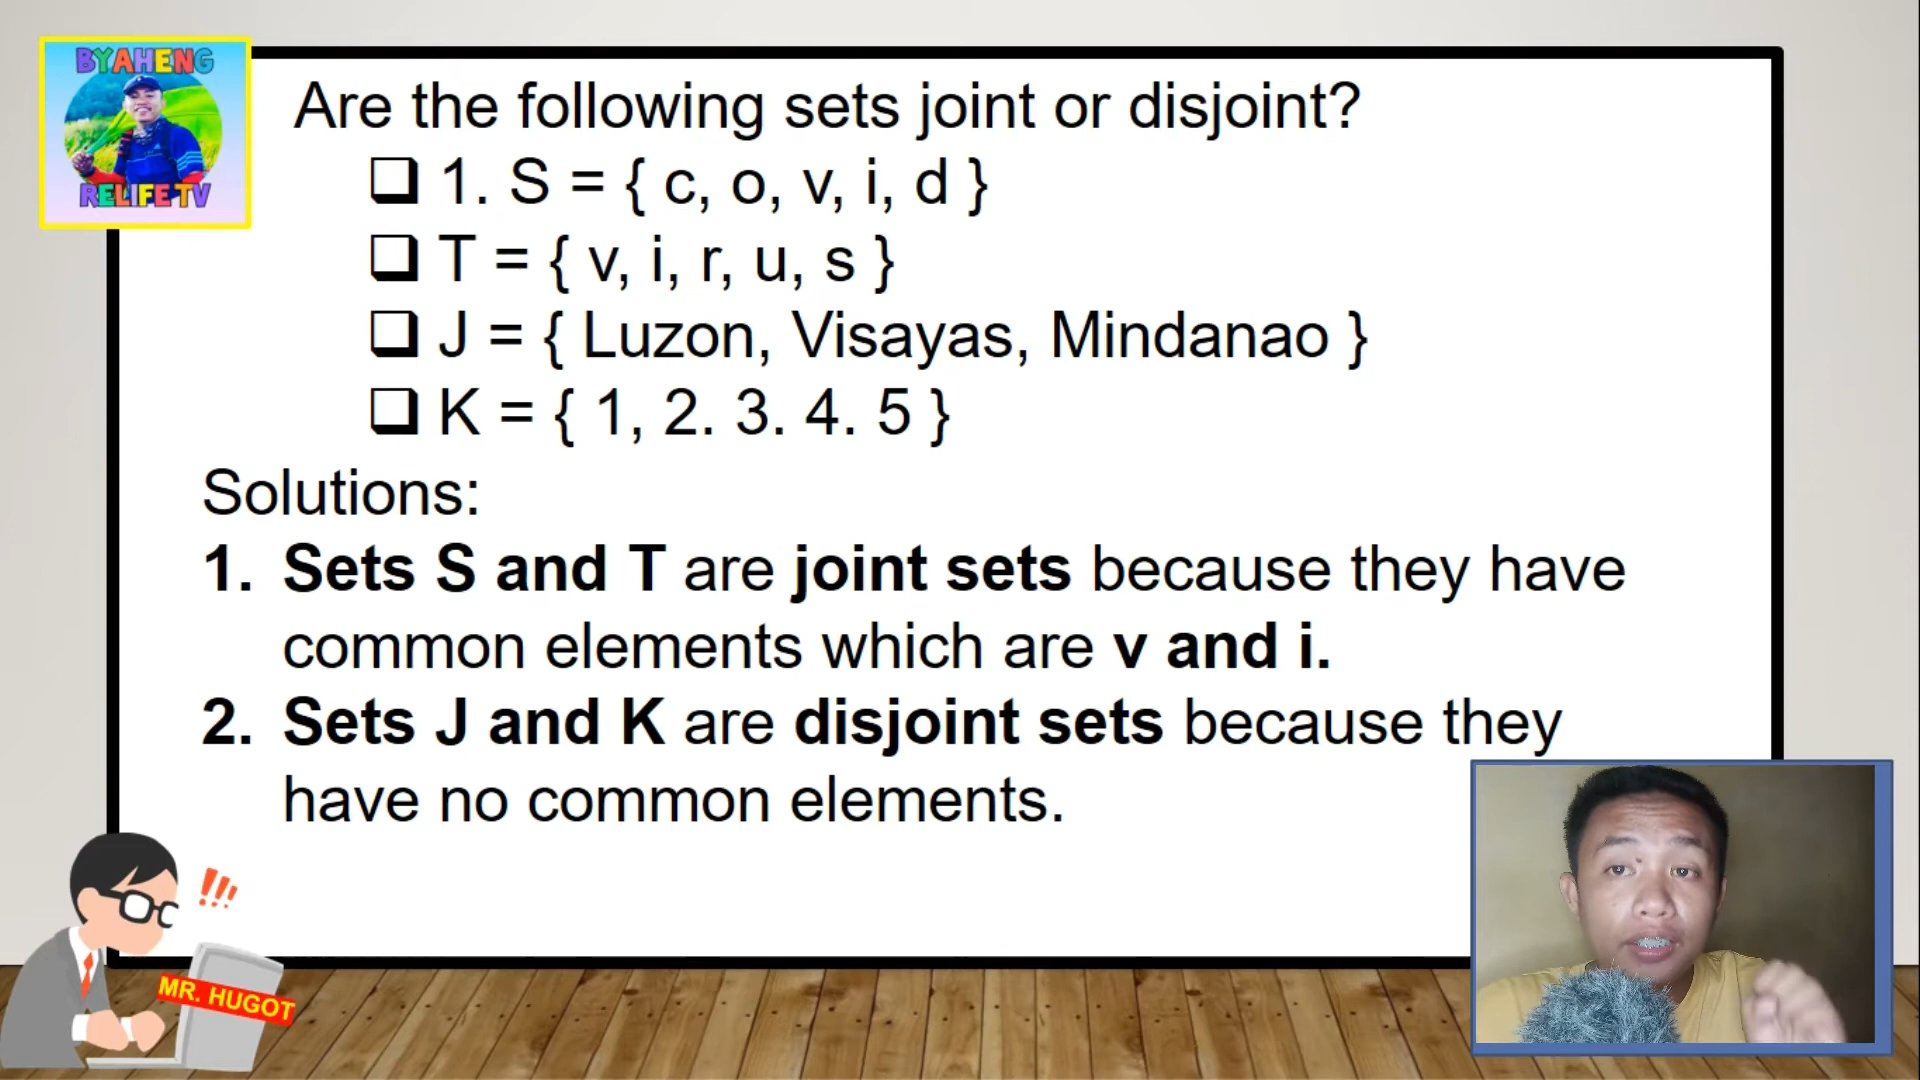 BYAHENG
RELIFE TV
Are the following sets joint or disjoint?
❑ 1. S = { c, o, v, i, d }
❑ T = { v, i, r, u, s }
❑ J = { Luzon, Visayas, Mindanao }
❑ K = { 1, 2. 3. 4. 5 }
Solutions:
1. Sets S and T are joint sets because they have
common elements which are v and i.
2. Sets J and K are disjoint sets because they
have no common elements.
!!!
MR. HUGOT